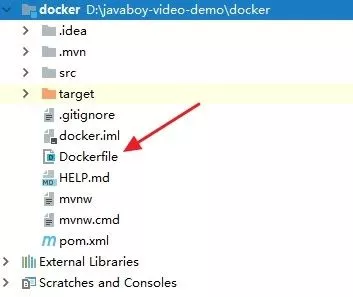 docker D:\javaboy-video-demo\docker
.idea
.mvn
src
target
.gitignore
docker.iml
Dockerfile
HELP.md
mvnw
mvnw.cmd
pom.xml
External Libraries
Scratches and Consoles